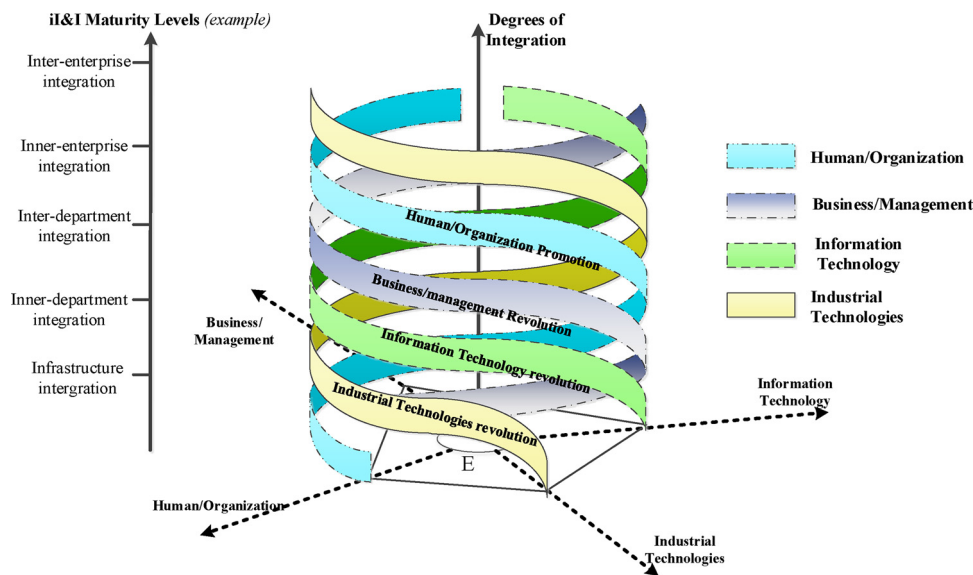 iI&I Maturity Levels (example)
Inter-enterprise
integration
Inner-enterprise
integration
Inter-department
integration
Inner-department
integration
Infrastructure
intergration
Degrees of
Integration
Human/Organization Promotion
Business/management Revolution
Information Technology revolution
Industrial Technologies revolution
E
Business/
Management
Information
Technology
Human/Organization
Industrial
Technologies
Human/Organization
Business/Management
Information
Technology
Industrial
Technologies